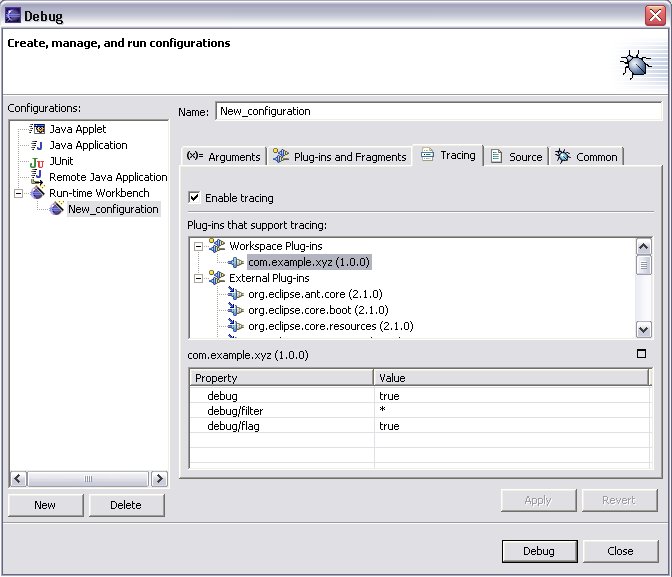 Debug
Create, manage, and run configurations
Configurations:
Java Applet
Java Application
JUnit
Remote Java Application
Run-time Workbench
New_configuration
New
Delete
Name: New_configuration
(x)= Arguments
Plug-ins and Fragments
Tracing
Source
Common
Enable tracing
Plug-ins that support tracing:
Workspace Plug-ins
com.example.xyz (1.0.0)
External Plug-ins
org.eclipse.ant.core (2.1.0)
org.eclipse.core.boot (2.1.0)
org.eclipse.core.resources (2.1.0)
com.example.xyz (1.0.0)
Property Value
debug true
debug/filter *
debug/flag true
Apply
Revert
Debug
Close